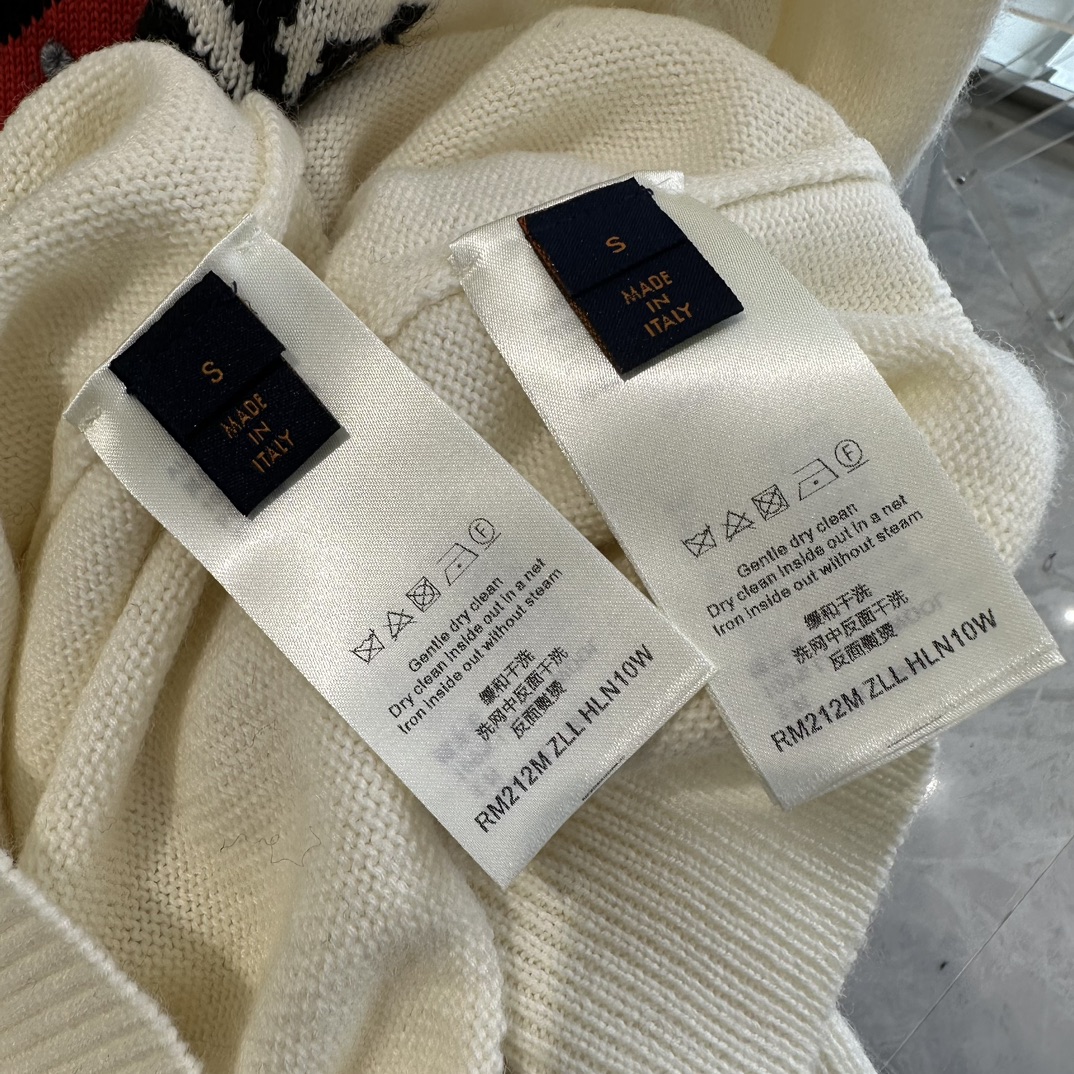 S
MADE
IN
ITALY
F
Gentle dry clean
Dry clean inside out in a net
Iron inside out without steam
缓和干洗
洗网中反面干洗
反面熨烫
RM212M ZLL HLN10W
S
MADE
IN
ITALY
F
Gentle dry clean
Dry clean inside out in a net
Iron inside out without steam
缓和干洗
洗网中反面干洗
反面熨烫
RM212M ZLL HLN10W